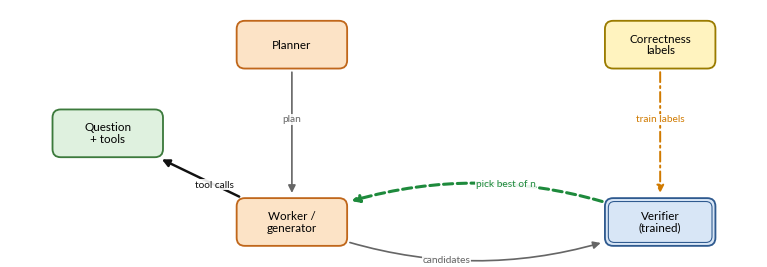 Planner
Correctness
labels
plan
train labels
Question
+ tools
tool calls
pick best of n
Worker /
generator
Verifier
(trained)
candidates